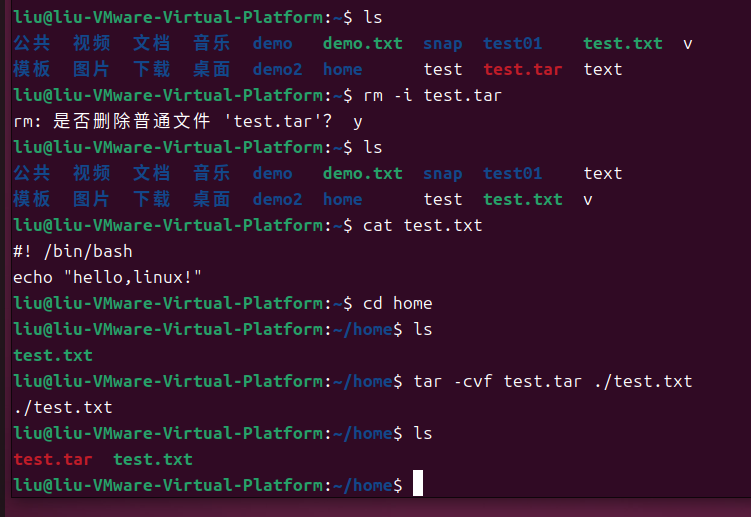 liu@liu-VMware-Virtual-Platform:~$ ls
公共 视频 文档 音乐 demo demo.txt snap test01 test.txt v
模板 图片 下载 桌面 demo2 home test test.tar text
liu@liu-VMware-Virtual-Platform:~$ rm -i test.tar
rm: 是否删除普通文件 'test.tar'? y
liu@liu-VMware-Virtual-Platform:~$ ls
公共 视频 文档 音乐 demo demo.txt snap test01 text
模板 图片 下载 桌面 demo2 home test test.txt v
liu@liu-VMware-Virtual-Platform:~$ cat test.txt
#! /bin/bash
echo "hello,linux!"
liu@liu-VMware-Virtual-Platform:~$ cd home
liu@liu-VMware-Virtual-Platform:~/home$ ls
test.txt
liu@liu-VMware-Virtual-Platform:~/home$ tar -cvf test.tar ./test.txt
./test.txt
liu@liu-VMware-Virtual-Platform:~/home$ ls
test.tar test.txt
liu@liu-VMware-Virtual-Platform:~/home$